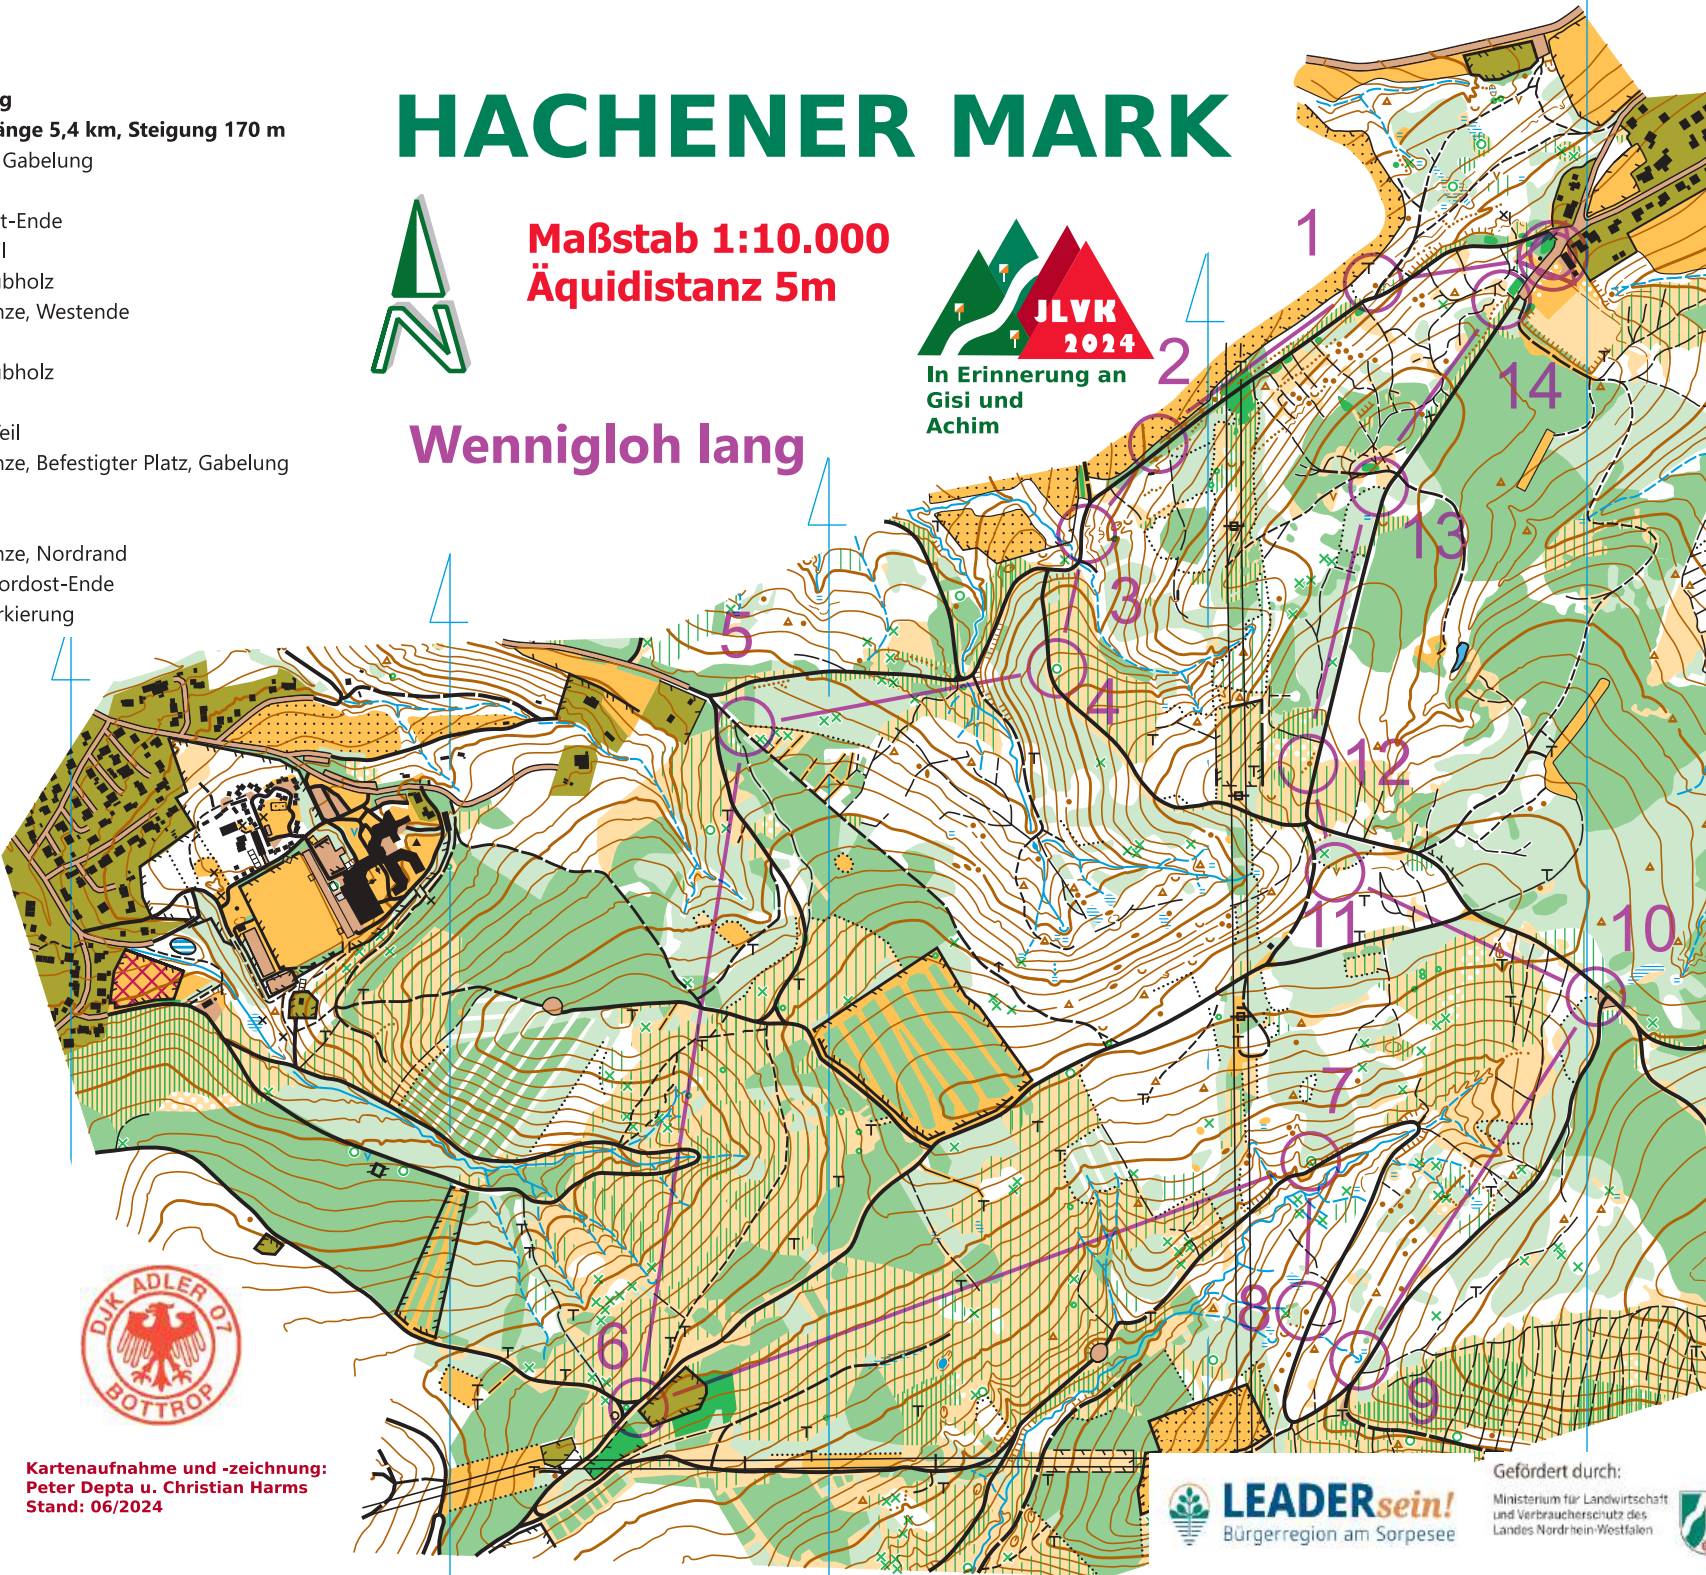 g
änge 5,4 km, Steigung 170 m
Gabelung
t-Ende
l
ubholz
nze, Westende
ubholz
eil
nze, Befestigter Platz, Gabelung
nze, Nordrand
ordost-Ende
rkierung
HACHENER MARK
N
Maßstab 1:10.000
Äquidistanz 5m
JLVK
2024
In Erinnerung an
Gisi und
Achim
Wennigloh lang
1
2
3
4
5
6
7
8
9
10
11
12
13
14
DJK ADLER 07
BOTTROP
Kartenaufnahme und -zeichnung:
Peter Depta u. Christian Harms
Stand: 06/2024
LEADERsein!
Bürgerregion am Sorpesee
Gefördert durch:
Ministerium für Landwirtschaft
und Verbraucherschutz des
Landes Nordrhein-Westfalen